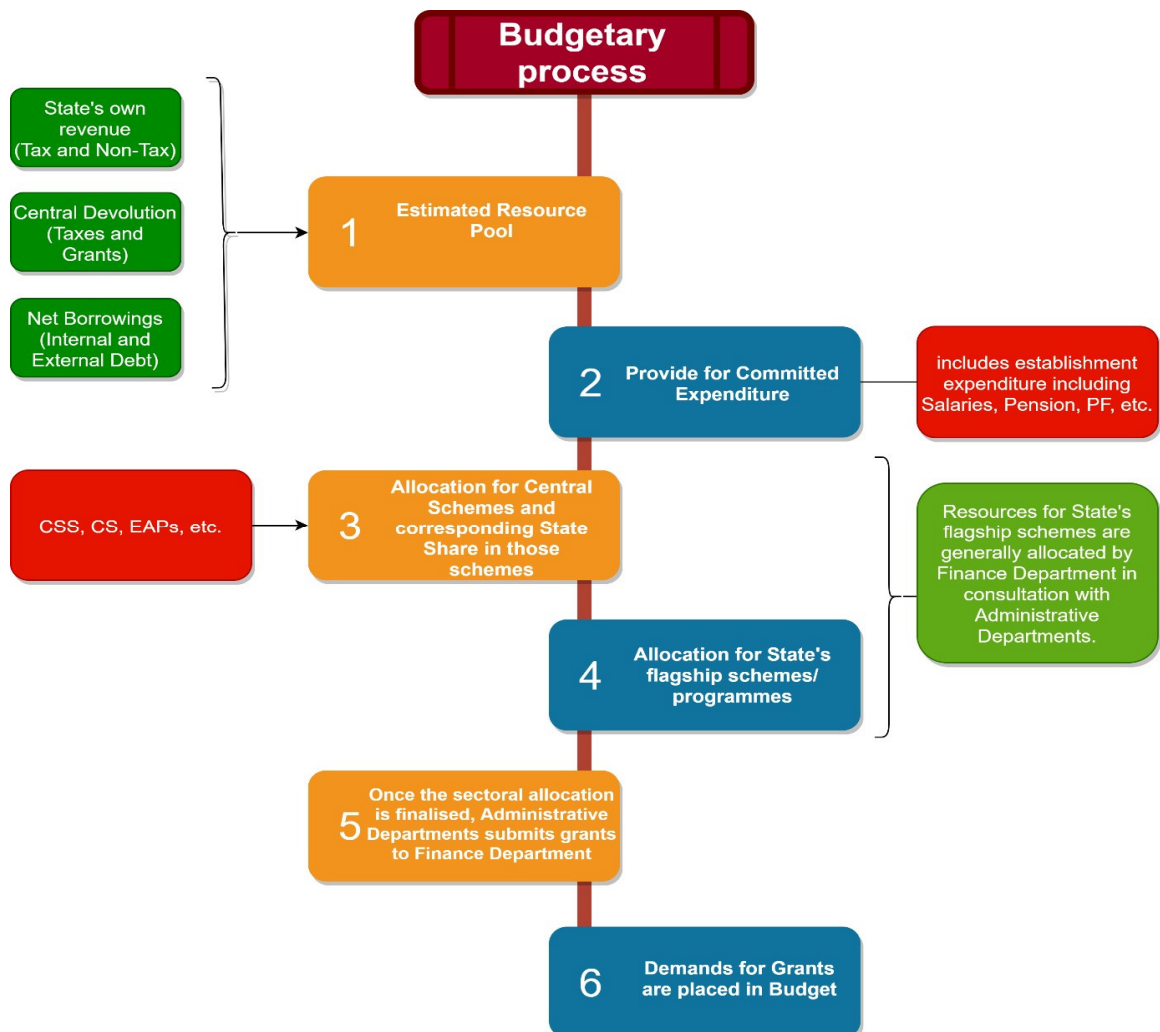 Budgetary
process
State's own
revenue
(Tax and Non-Tax)
Central Devolution
(Taxes and
Grants)
Net Borrowings
(Internal and
External Debt)
1
Estimated Resource
Pool
2
Provide for Committed
Expenditure
includes establishment
expenditure including
Salaries, Pension, PF, etc.
CSS, CS, EAPs, etc.
3
Allocation for Central
Schemes and
corresponding State
Share in those
schemes
4
Allocation for State's
flagship schemes/
programmes
Resources for State's
flagship schemes are
generally allocated by
Finance Department in
consultation with
Administrative
Departments.
5
Once the sectoral allocation
is finalised, Administrative
Departments submits grants
to Finance Department
6
Demands for Grants
are placed in Budget